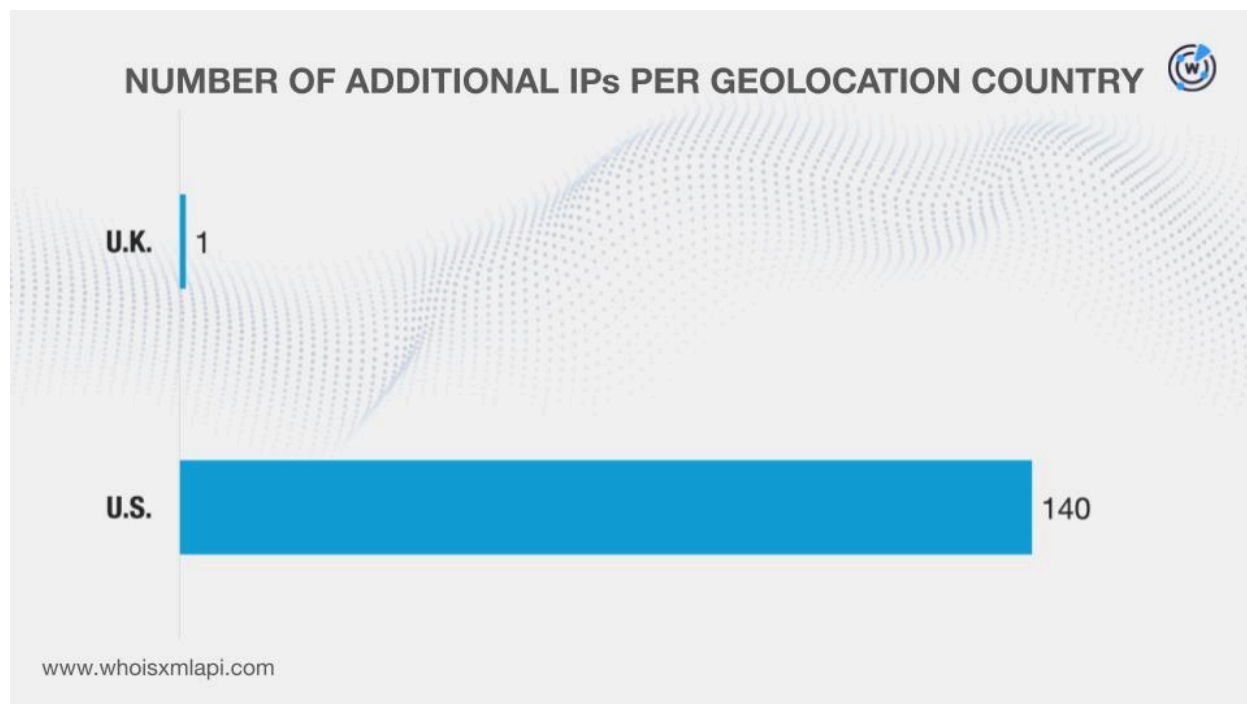 NUMBER OF ADDITIONAL IPs PER GEOLOCATION COUNTRY
W
U.K. 1
U.S. 140
www.whoisxmlapi.com